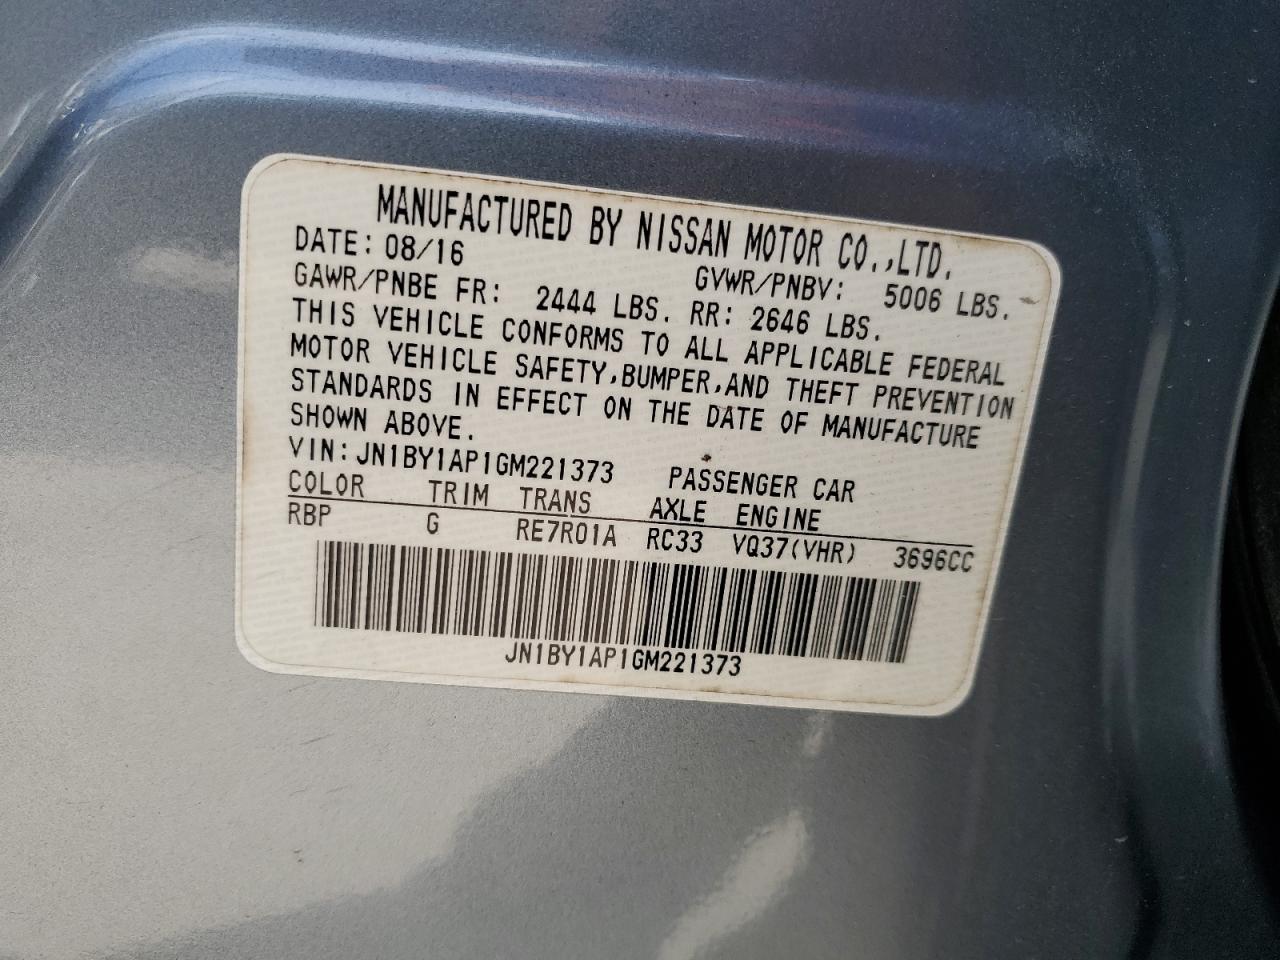 MANUFACTURED BY NISSAN MOTOR CO.,LTD.
DATE: 08/16 GVWR/PNBV: 5006 LBS.
GAWR/PNBE FR: 2444 LBS. RR: 2646 LBS.
THIS VEHICLE CONFORMS TO ALL APPLICABLE FEDERAL
MOTOR VEHICLE SAFETY,BUMPER,AND THEFT PREVENTION
STANDARDS IN EFFECT ON THE DATE OF MANUFACTURE
SHOWN ABOVE.
VIN:JN1BY1AP1GM221373 PASSENGER CAR
COLOR TRIM TRANS AXLE ENGINE
RBP G RE7R01A RC33 VQ37(VHR) 3696CC
JN1BY1AP1GM221373